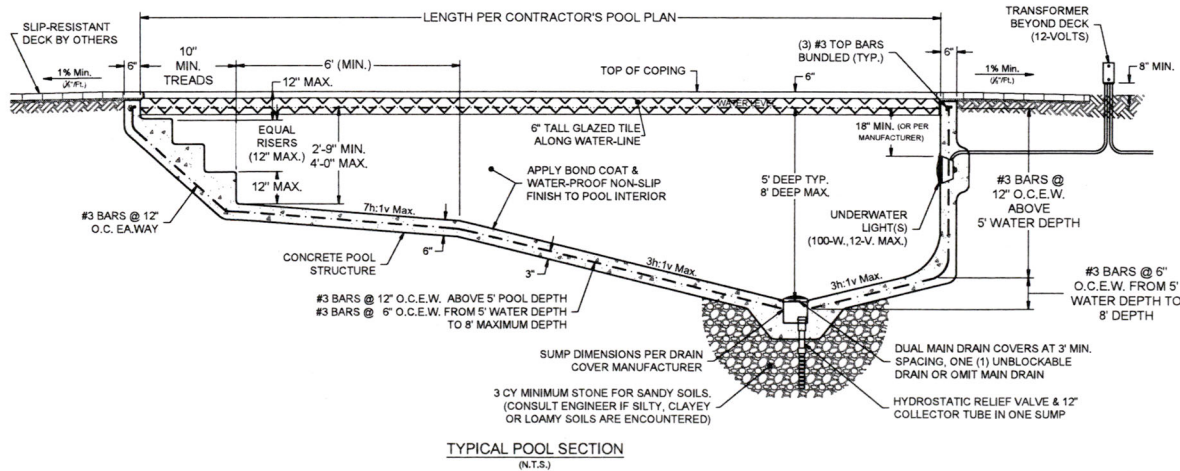 LENGTH PER CONTRACTOR'S POOL PLAN
TRANSFORMER
BEYOND DECK
(12-VOLTS)
SLIP-RESISTANT
DECK BY OTHERS
10"
MIN.
TREADS
6"
6' (MIN.)
(3) #3 TOP BARS
BUNDLED (TYP.)
6"
1% Min.
(⅛"/Ft.)
12" MAX.
TOP OF COPING
6"
1% Min.
(⅛"/Ft.)
8" MIN.
WATER LEVEL
EQUAL
RISERS
(12" MAX.)
2'-9" MIN.
4'-0" MAX.
6" TALL GLAZED TILE
ALONG WATER-LINE
18" MIN. (OR PER
MANUFACTURER)
12" MAX.
APPLY BOND COAT &
WATER-PROOF NON-SLIP
FINISH TO POOL INTERIOR
5' DEEP TYP.
8' DEEP MAX.
#3 BARS @
12" O.C.E.W.
ABOVE
5' WATER DEPTH
#3 BARS @ 12"
O.C. EA.WAY
7h:1v Max.
UNDERWATER
LIGHT(S)
(100-W.,12-V. MAX.)
CONCRETE POOL
STRUCTURE
6"
3"
3h:1v Max.
3h:1v Max.
#3 BARS @ 6"
O.C.E.W. FROM 5'
WATER DEPTH TO
8' DEPTH
#3 BARS @ 12" O.C.E.W. ABOVE 5' POOL DEPTH
#3 BARS @ 6" O.C.E.W. FROM 5' WATER DEPTH
TO 8' MAXIMUM DEPTH
SUMP DIMENSIONS PER DRAIN
COVER MANUFACTURER
DUAL MAIN DRAIN COVERS AT 3' MIN.
SPACING, ONE (1) UNBLOCKABLE
DRAIN OR OMIT MAIN DRAIN
3 CY MINIMUM STONE FOR SANDY SOILS.
(CONSULT ENGINEER IF SILTY, CLAYEY
OR LOAMY SOILS ARE ENCOUNTERED)
HYDROSTATIC RELIEF VALVE & 12"
COLLECTOR TUBE IN ONE SUMP
TYPICAL POOL SECTION
(N.T.S.)